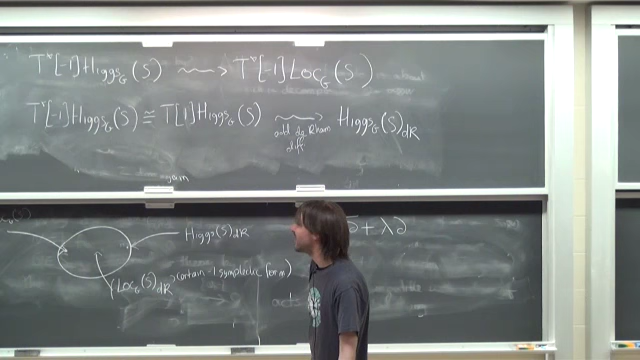 T*[-1]Higgs_G(S) ⇝ T*[-1]Loc_G(S)
T*[-1]Higgs_G(S) ≅ T[1]Higgs_G(S) ⇝ Higgs_G(S)_dR
add de Rham
diff.
∂̄ + λ∂
Higgs(S)_dR
Loc_G(S)_dR (certain -1 symplectic form)